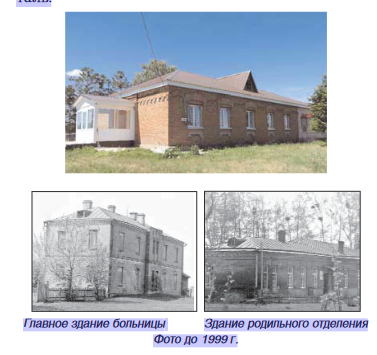 Главное здание больницы
Здание родильного отделения
Фото до 1999 г.